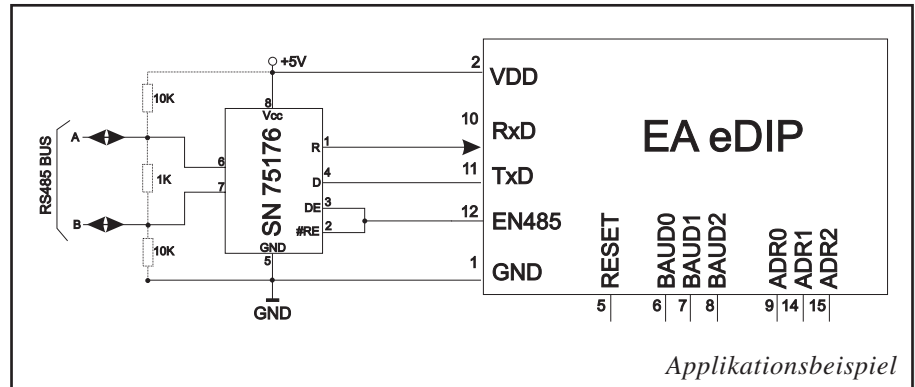 +5V
2
VDD
10K
8
Vcc
10
RxD
EA eDIP
RS485 BUS
A
6
SN 75176
R
1
11
TxD
1K
7
D
4
DE
3
12
EN485
B
#RE
2
10K
GND
5
1
GND
GND
RESET
BAUD0
BAUD1
BAUD2
ADR0
ADR1
ADR2
5
6
7
8
9
14
15
Applikationsbeispiel